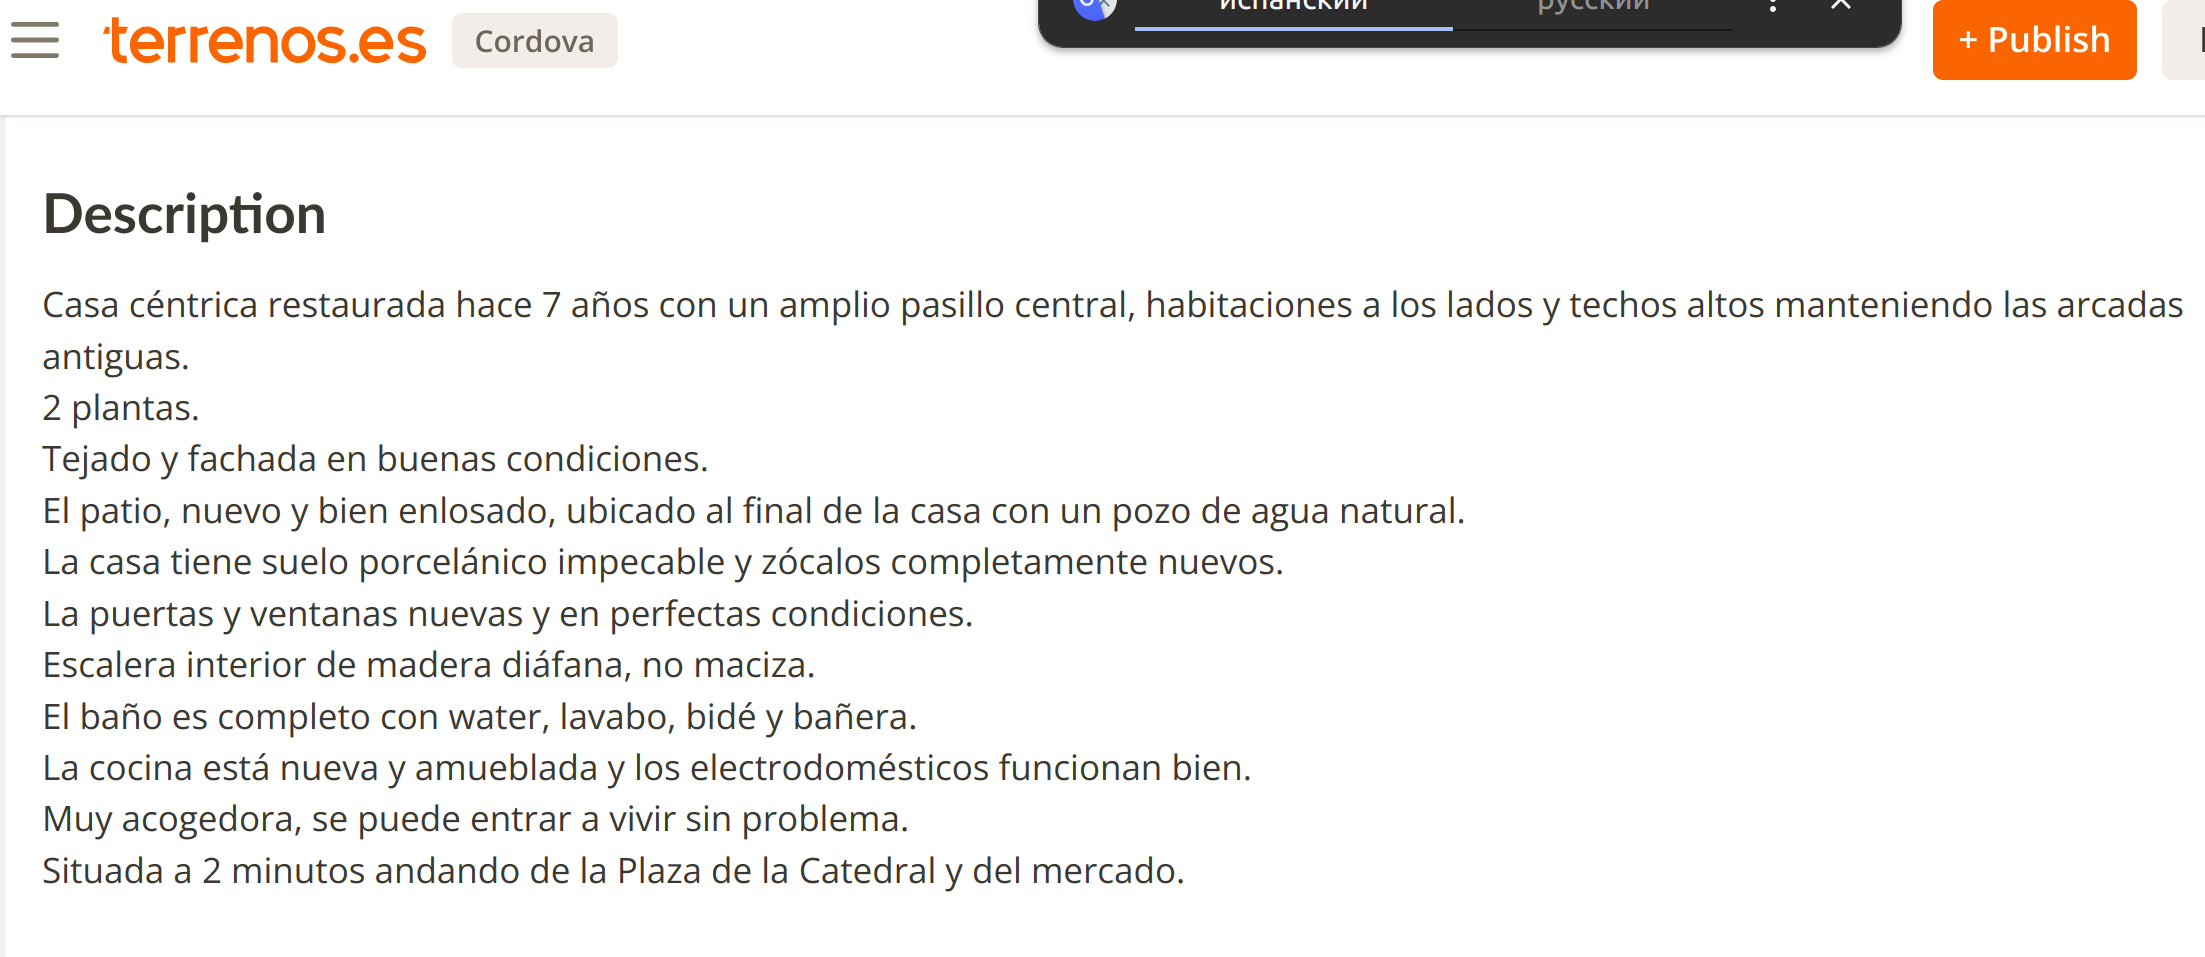 terrenos.es
Cordova
испанский
русский
+ Publish
Description
Casa céntrica restaurada hace 7 años con un amplio pasillo central, habitaciones a los lados y techos altos manteniendo las arcadas
antiguas.
2 plantas.
Tejado y fachada en buenas condiciones.
El patio, nuevo y bien enlosado, ubicado al final de la casa con un pozo de agua natural.
La casa tiene suelo porcelánico impecable y zócalos completamente nuevos.
La puertas y ventanas nuevas y en perfectas condiciones.
Escalera interior de madera diáfana, no maciza.
El baño es completo con water, lavabo, bidé y bañera.
La cocina está nueva y amueblada y los electrodomésticos funcionan bien.
Muy acogedora, se puede entrar a vivir sin problema.
Situada a 2 minutos andando de la Plaza de la Catedral y del mercado.